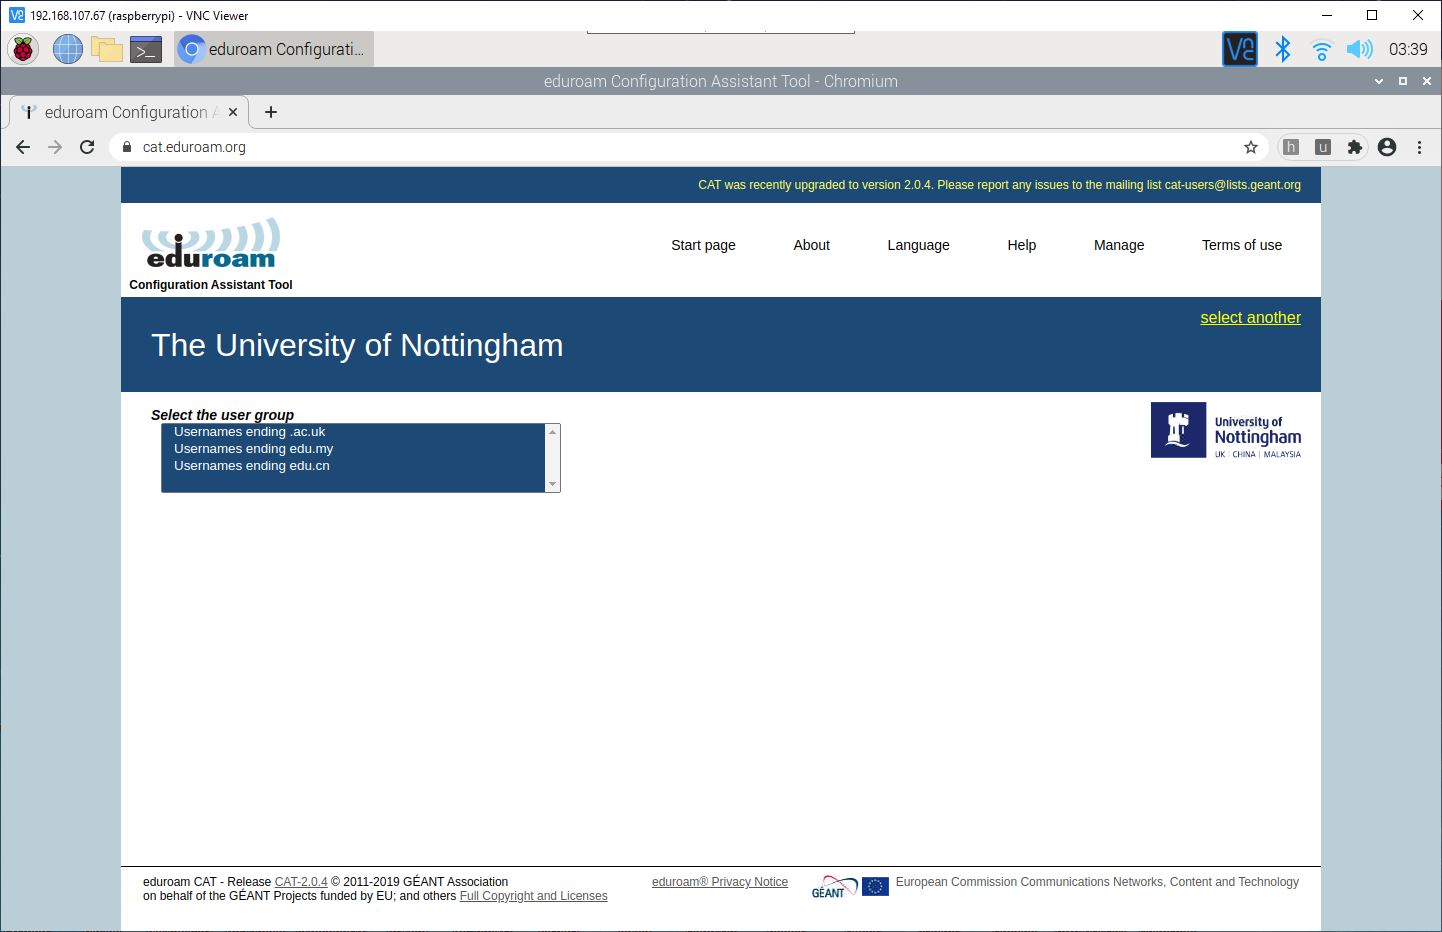 192.168.107.67 (raspberrypi) - VNC Viewer
eduroam Configurati...
03:39
eduroam Configuration Assistant Tool - Chromium
eduroam Configuration A
cat.eduroam.org
h
u
CAT was recently upgraded to version 2.0.4. Please report any issues to the mailing list cat-users@lists.geant.org
eduroam
Configuration Assistant Tool
Start page
About
Language
Help
Manage
Terms of use
select another
The University of Nottingham
Select the user group
Usernames ending .ac.uk
Usernames ending edu.my
Usernames ending edu.cn
University of
Nottingham
UK | CHINA | MALAYSIA
eduroam CAT - Release CAT-2.0.4 © 2011-2019 GÉANT Association
on behalf of the GÉANT Projects funded by EU; and others Full Copyright and Licenses
eduroam® Privacy Notice
GÉANT
European Commission Communications Networks, Content and Technology